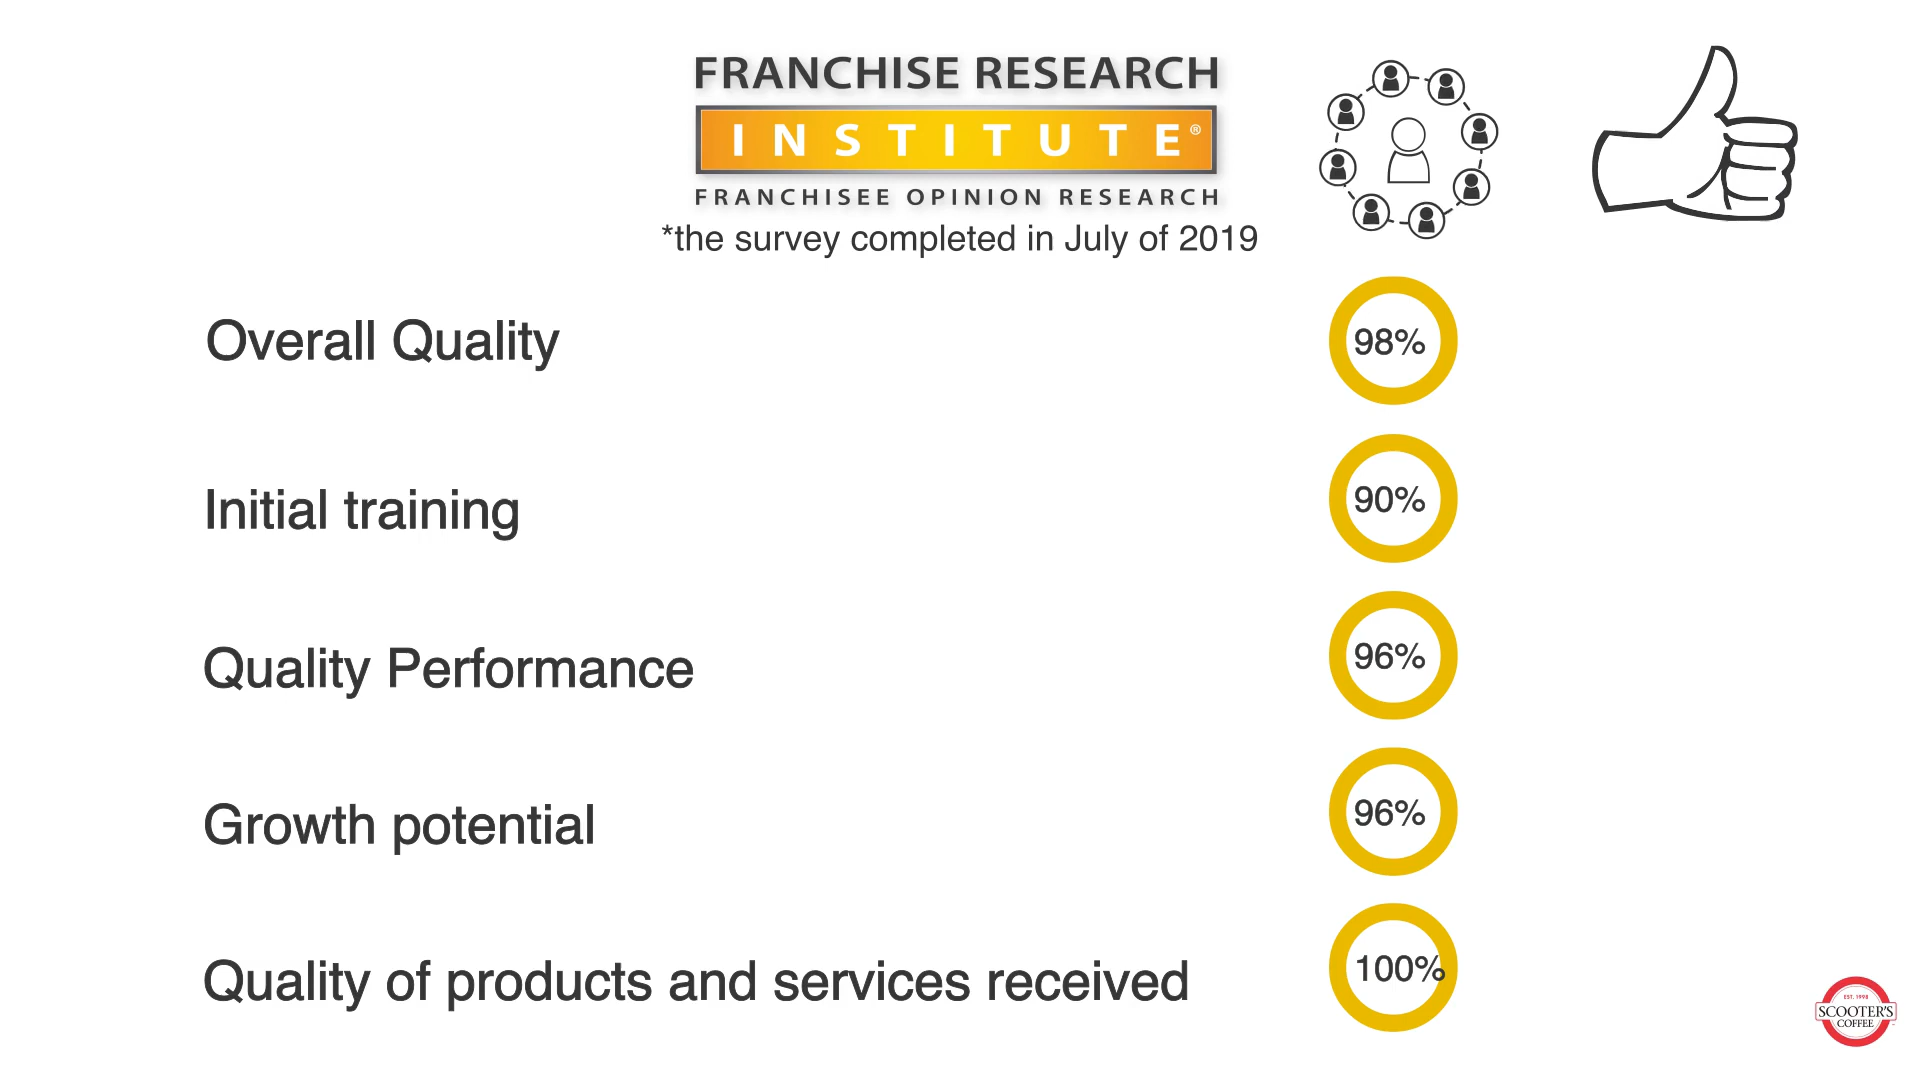 FRANCHISE RESEARCH
INSTITUTE®
FRANCHISEE OPINION RESEARCH
*the survey completed in July of 2019
Overall Quality
98%
Initial training
90%
Quality Performance
96%
Growth potential
96%
Quality of products and services received
100%
EST. 1998
SCOOTER'S
COFFEE